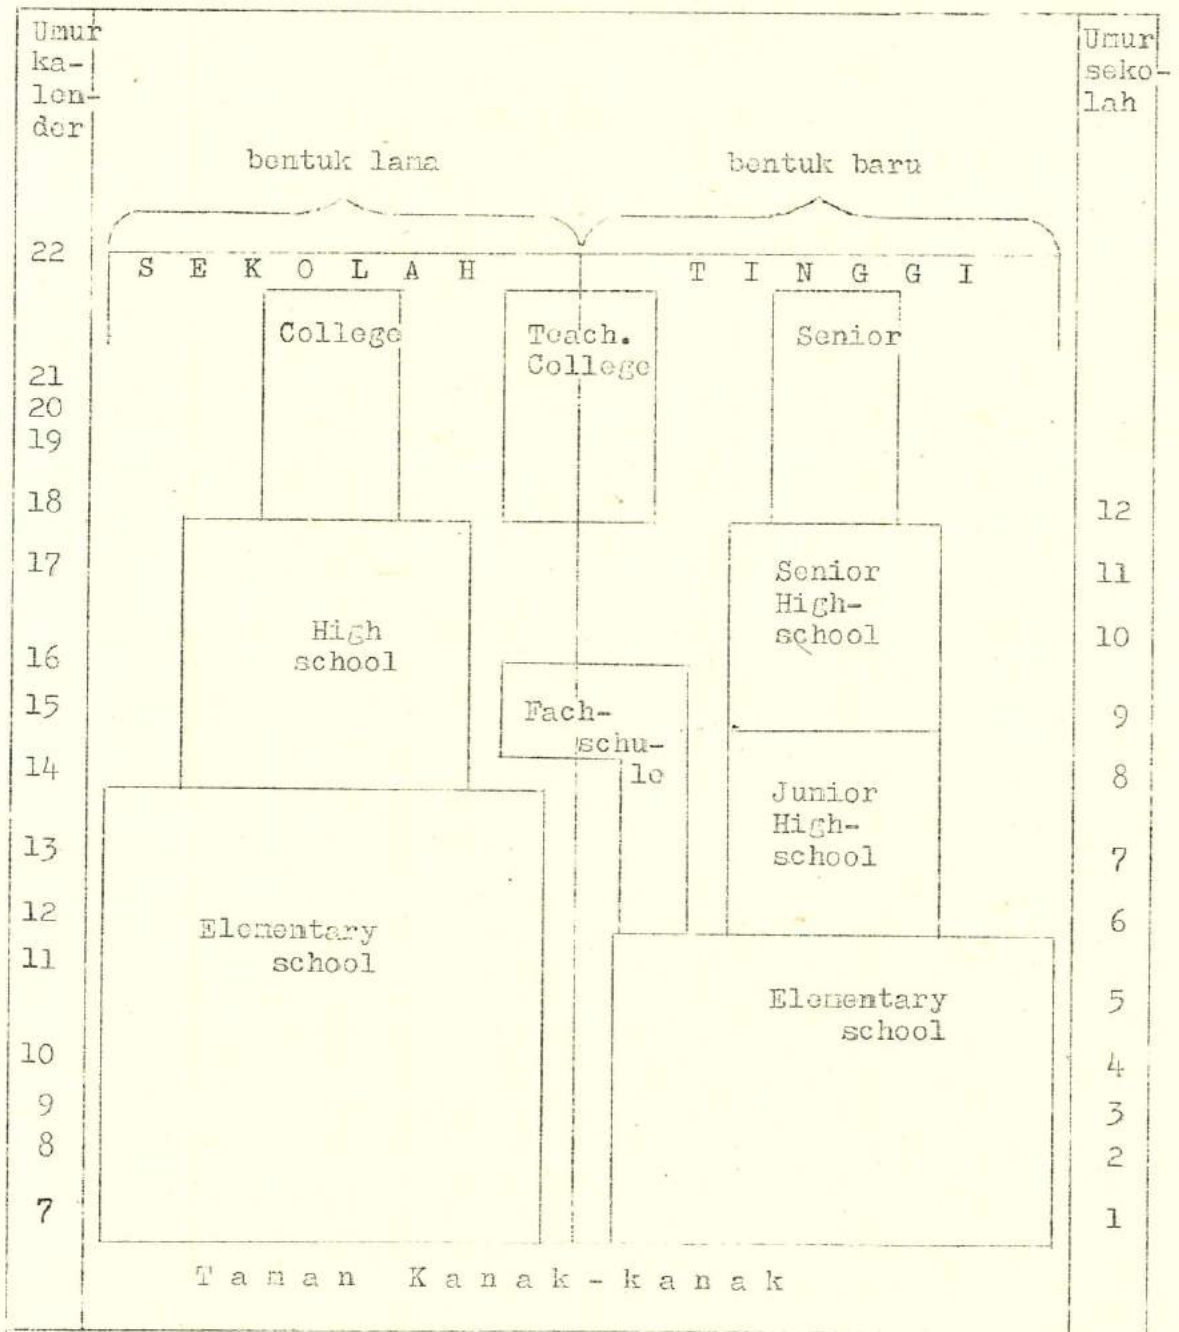 Umur
ka-
len-
der
Umur
seko-
lah
bentuk lama
bentuk baru
22
S E K O L A H T I N G G I
College
Teach.
College
Senior
21
20
19
18
12
17
Senior
High-
school
11
High
school
10
16
15
Fach-
schu-
le
9
14
8
Junior
High-
school
13
7
12
6
Elementary
school
11
Elementary
school
5
10
4
9
3
8
2
7
1
T a m a n K a n a k - k a n a k